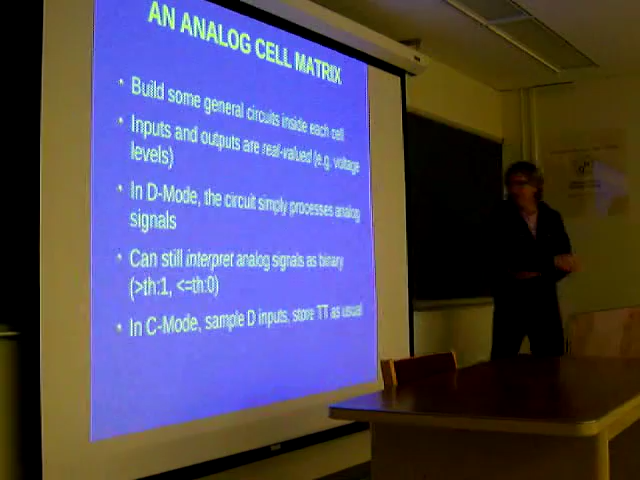 AN ANALOG CELL MATRIX
• Build some general circuits inside each cell
• Inputs and outputs are real-valued (e.g. voltage
levels)
• In D-Mode, the circuit simply processes analog
signals
• Can still interpret analog signals as binary
(>th:1, <=th:0)
• In C-Mode, sample D inputs, store TT as usual